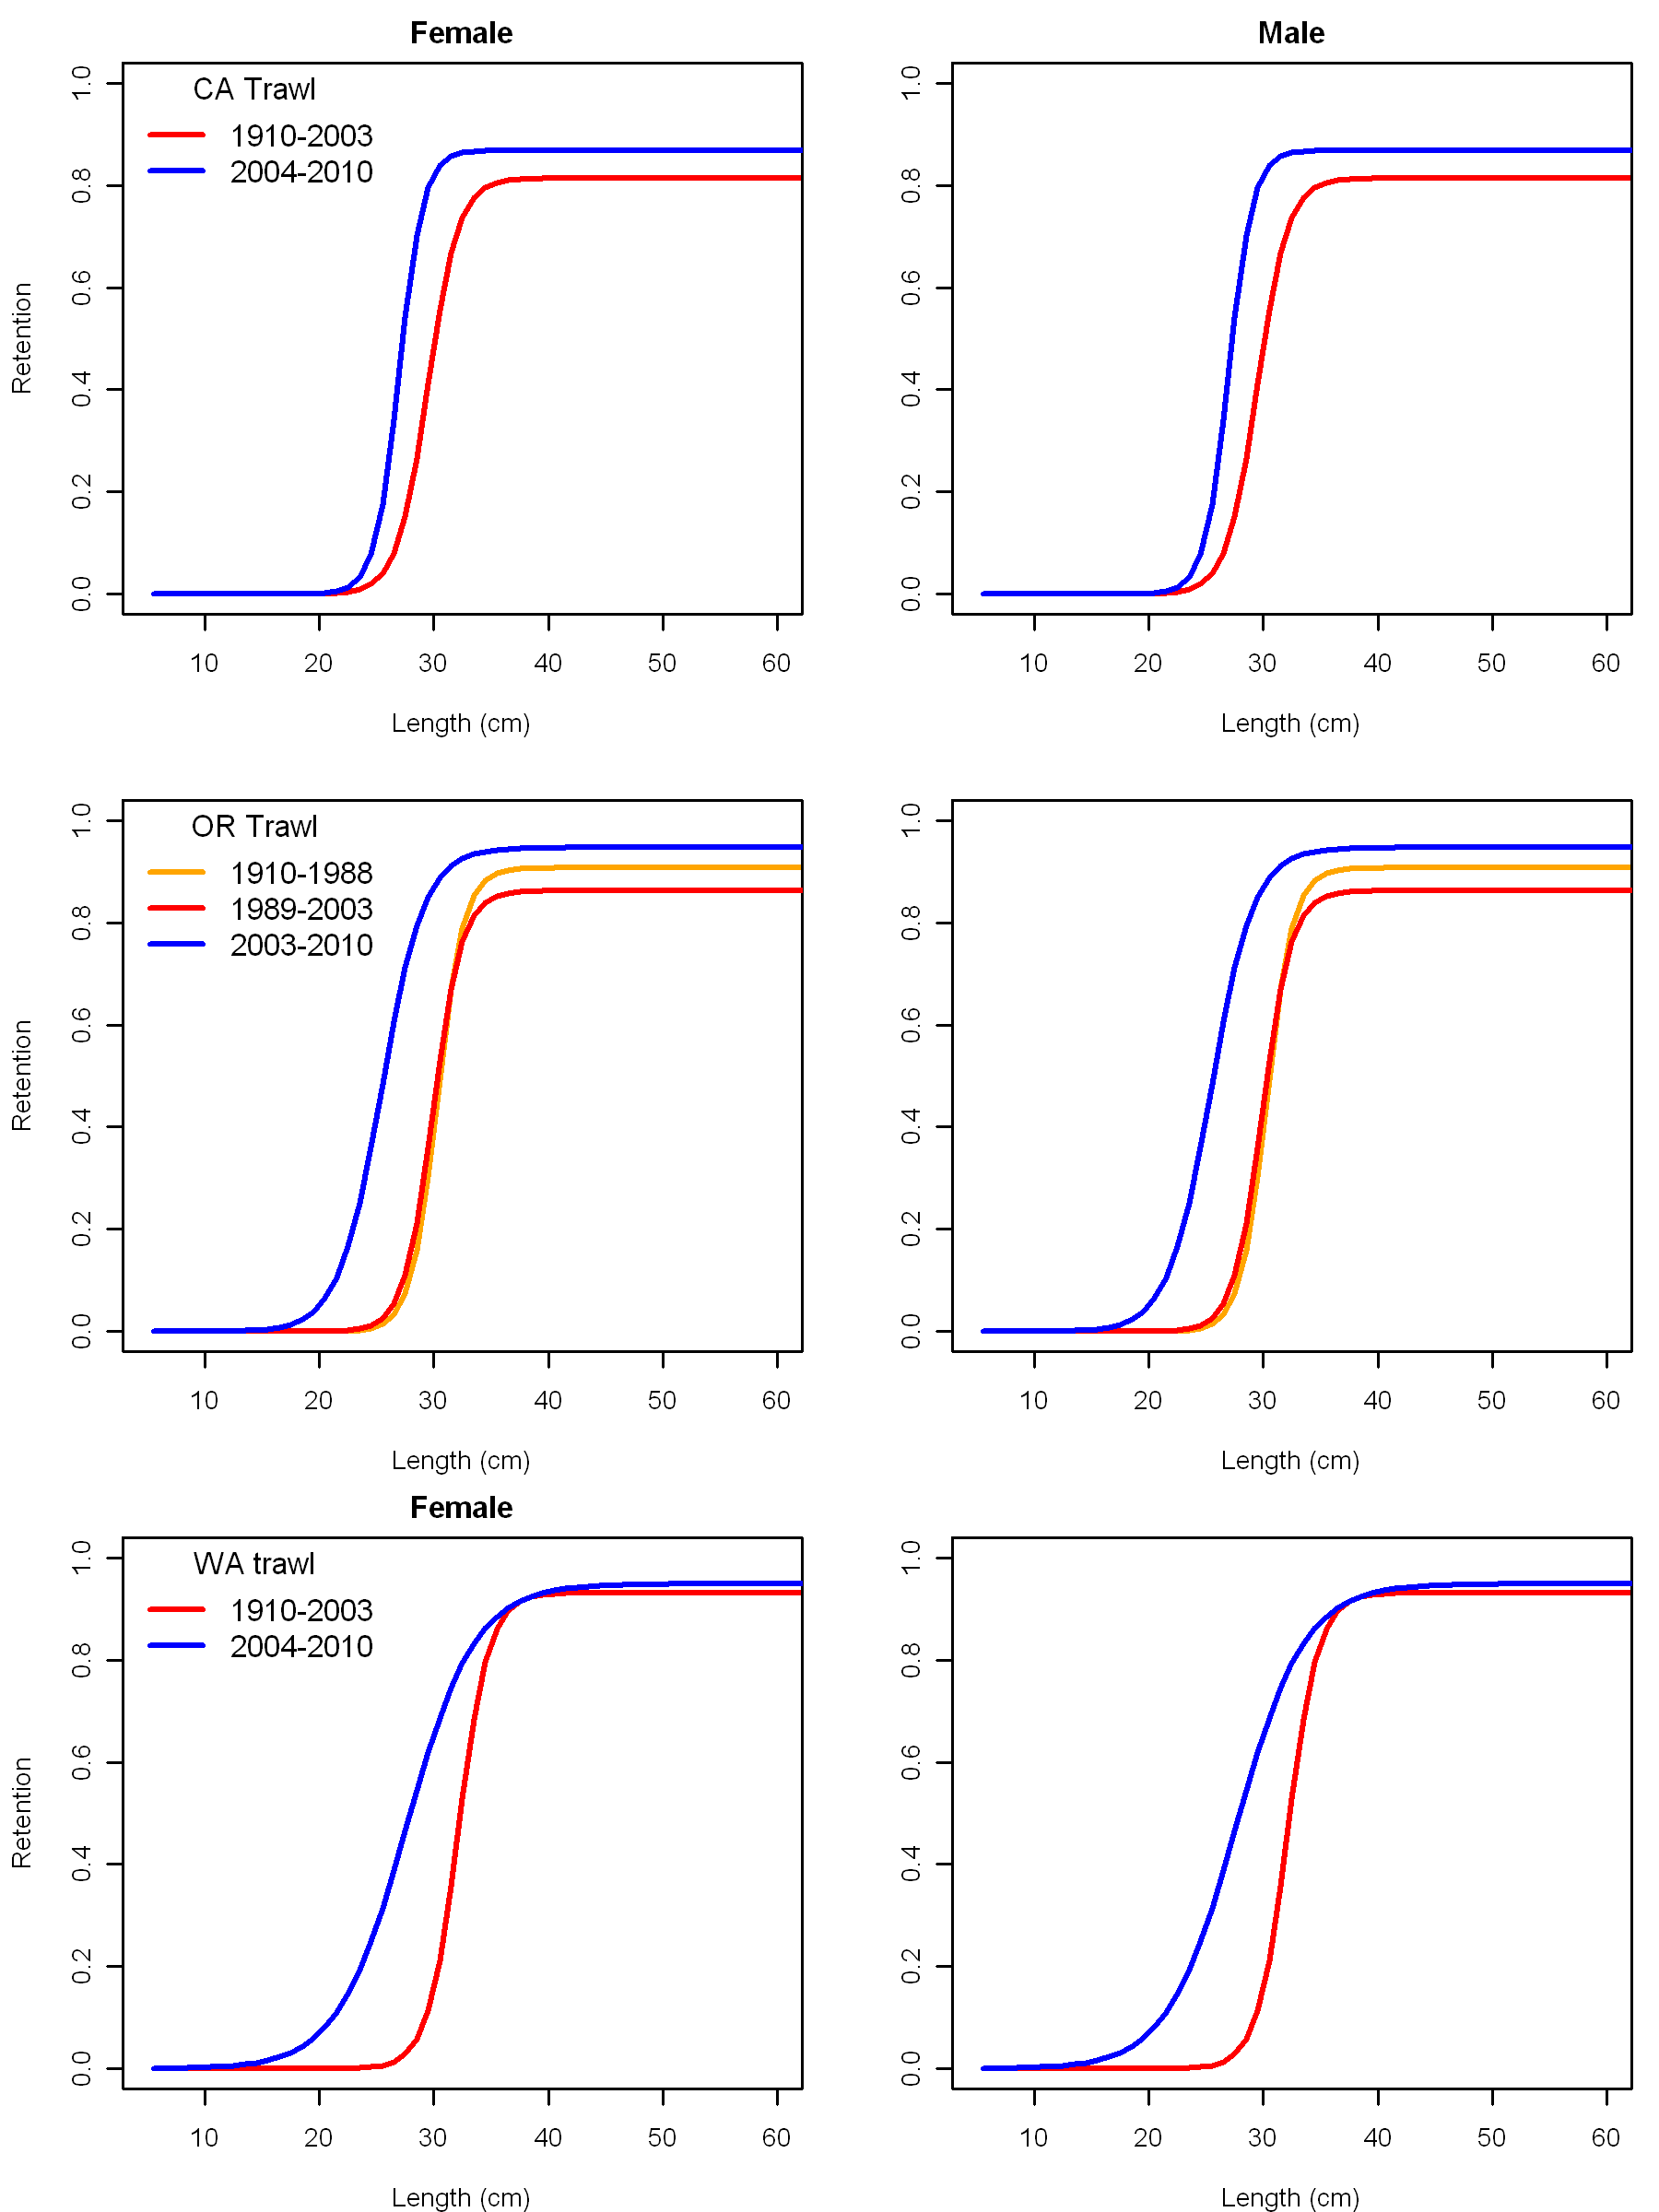 Female Male
CA Trawl
1910-2003
2004-2010
Retention
0.0 0.2 0.4 0.6 0.8 1.0
0.0 0.2 0.4 0.6 0.8 1.0
10 20 30 40 50 60
10 20 30 40 50 60
Length (cm) Length (cm)
OR Trawl
1910-1988
1989-2003
2003-2010
Retention
0.0 0.2 0.4 0.6 0.8 1.0
0.0 0.2 0.4 0.6 0.8 1.0
10 20 30 40 50 60
10 20 30 40 50 60
Length (cm) Length (cm)
Female
WA trawl
1910-2003
2004-2010
Retention
0.0 0.2 0.4 0.6 0.8 1.0
0.0 0.2 0.4 0.6 0.8 1.0
10 20 30 40 50 60
10 20 30 40 50 60
Length (cm) Length (cm)